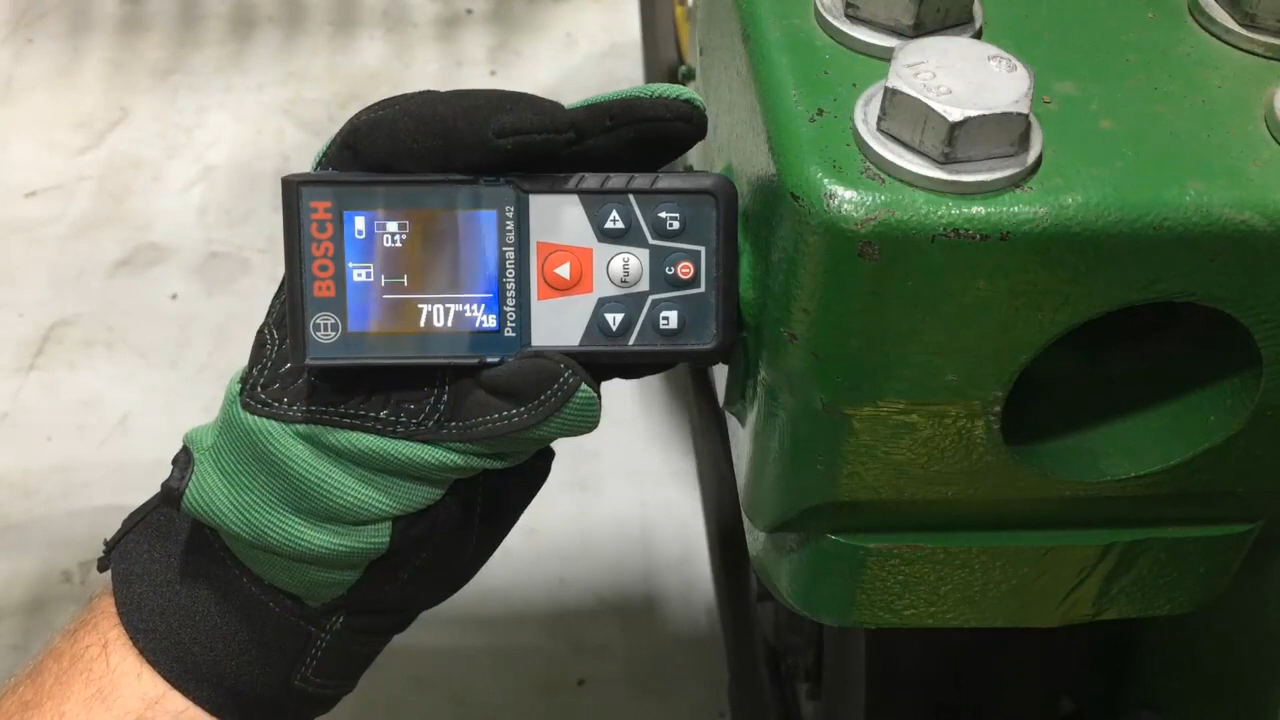 BOSCH
0.1°
7'07"11/16
Professional GLM 42
Func
C
10.9